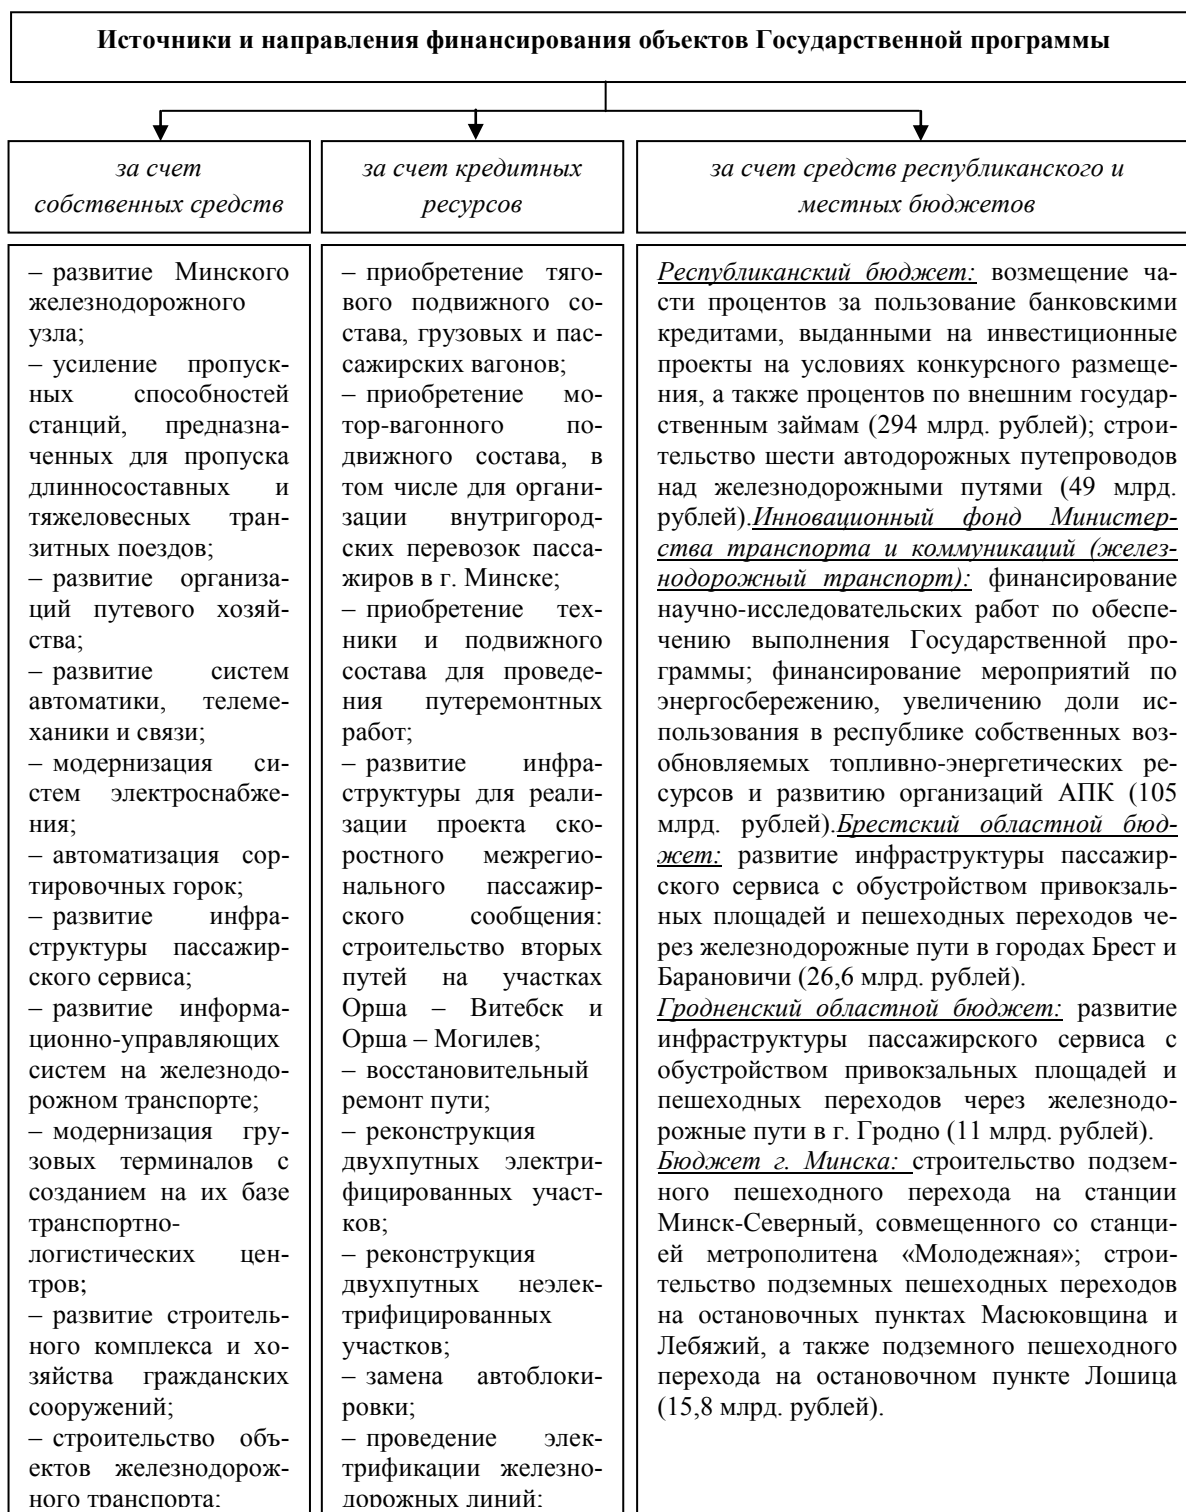 Источники и направления финансирования объектов Государственной программы
за счет
собственных средств
за счет кредитных
ресурсов
за счет средств республиканского и
местных бюджетов
– развитие Минского
железнодорожного
узла;
– усиление пропуск-
ных способностей
станций, предназна-
ченных для пропуска
длинносоставных и
тяжеловесных тран-
зитных поездов;
– развитие организа-
ций путевого хозяй-
ства;
– развитие систем
автоматики, телеме-
ханики и связи;
– модернизация си-
стем электроснабже-
ния;
– автоматизация сор-
тировочных горок;
– развитие инфра-
структуры пассажир-
ского сервиса;
– развитие информа-
ционно-управляющих
систем на железнодо-
рожном транспорте;
– модернизация гру-
зовых терминалов с
созданием на их базе
транспортно-
логистических цен-
тров;
– развитие строитель-
ного комплекса и хо-
зяйства гражданских
сооружений;
– строительство объ-
ектов железнодорож-
ного транспорта;
– приобретение тяго-
вого подвижного со-
става, грузовых и пас-
сажирских вагонов;
– приобретение мо-
тор-вагонного по-
движного состава, в
том числе для органи-
зации внутригород-
ских перевозок пасса-
жиров в г. Минске;
– приобретение тех-
ники и подвижного
состава для проведе-
ния путеремонтных
работ;
– развитие инфра-
структуры для реали-
зации проекта ско-
ростного межрегио-
нального пассажир-
ского сообщения:
строительство вторых
путей на участках
Орша – Витебск и
Орша – Могилев;
– восстановительный
ремонт пути;
– реконструкция
двухпутных электри-
фицированных участ-
ков;
– реконструкция
двухпутных неэлек-
трифицированных
участков;
– замена автоблоки-
ровки;
– проведение элек-
трификации железно-
дорожных линий;
Республиканский бюджет: возмещение ча-
сти процентов за пользование банковскими
кредитами, выданными на инвестиционные
проекты на условиях конкурсного размеще-
ния, а также процентов по внешним государ-
ственным займам (294 млрд. рублей); строи-
тельство шести автодорожных путепроводов
над железнодорожными путями (49 млрд.
рублей).Инновационный фонд Министер-
ства транспорта и коммуникаций (желез-
нодорожный транспорт): финансирование
научно-исследовательских работ по обеспе-
чению выполнения Государственной про-
граммы; финансирование мероприятий по
энергосбережению, увеличению доли ис-
пользования в республике собственных воз-
обновляемых топливно-энергетических ре-
сурсов и развитию организаций АПК (105
млрд. рублей).Брестский областной бюд-
жет: развитие инфраструктуры пассажир-
ского сервиса с обустройством привокзаль-
ных площадей и пешеходных переходов че-
рез железнодорожные пути в городах Брест и
Барановичи (26,6 млрд. рублей).
Гродненский областной бюджет: развитие
инфраструктуры пассажирского сервиса с
обустройством привокзальных площадей и
пешеходных переходов через железнодо-
рожные пути в г. Гродно (11 млрд. рублей).
Бюджет г. Минска: строительство подзем-
ного пешеходного перехода на станции
Минск-Северный, совмещенного со станци-
ей метрополитена «Молодежная»; строи-
тельство подземных пешеходных переходов
на остановочных пунктах Масюковщина и
Лебяжий, а также подземного пешеходного
перехода на остановочном пункте Лошица
(15,8 млрд. рублей).